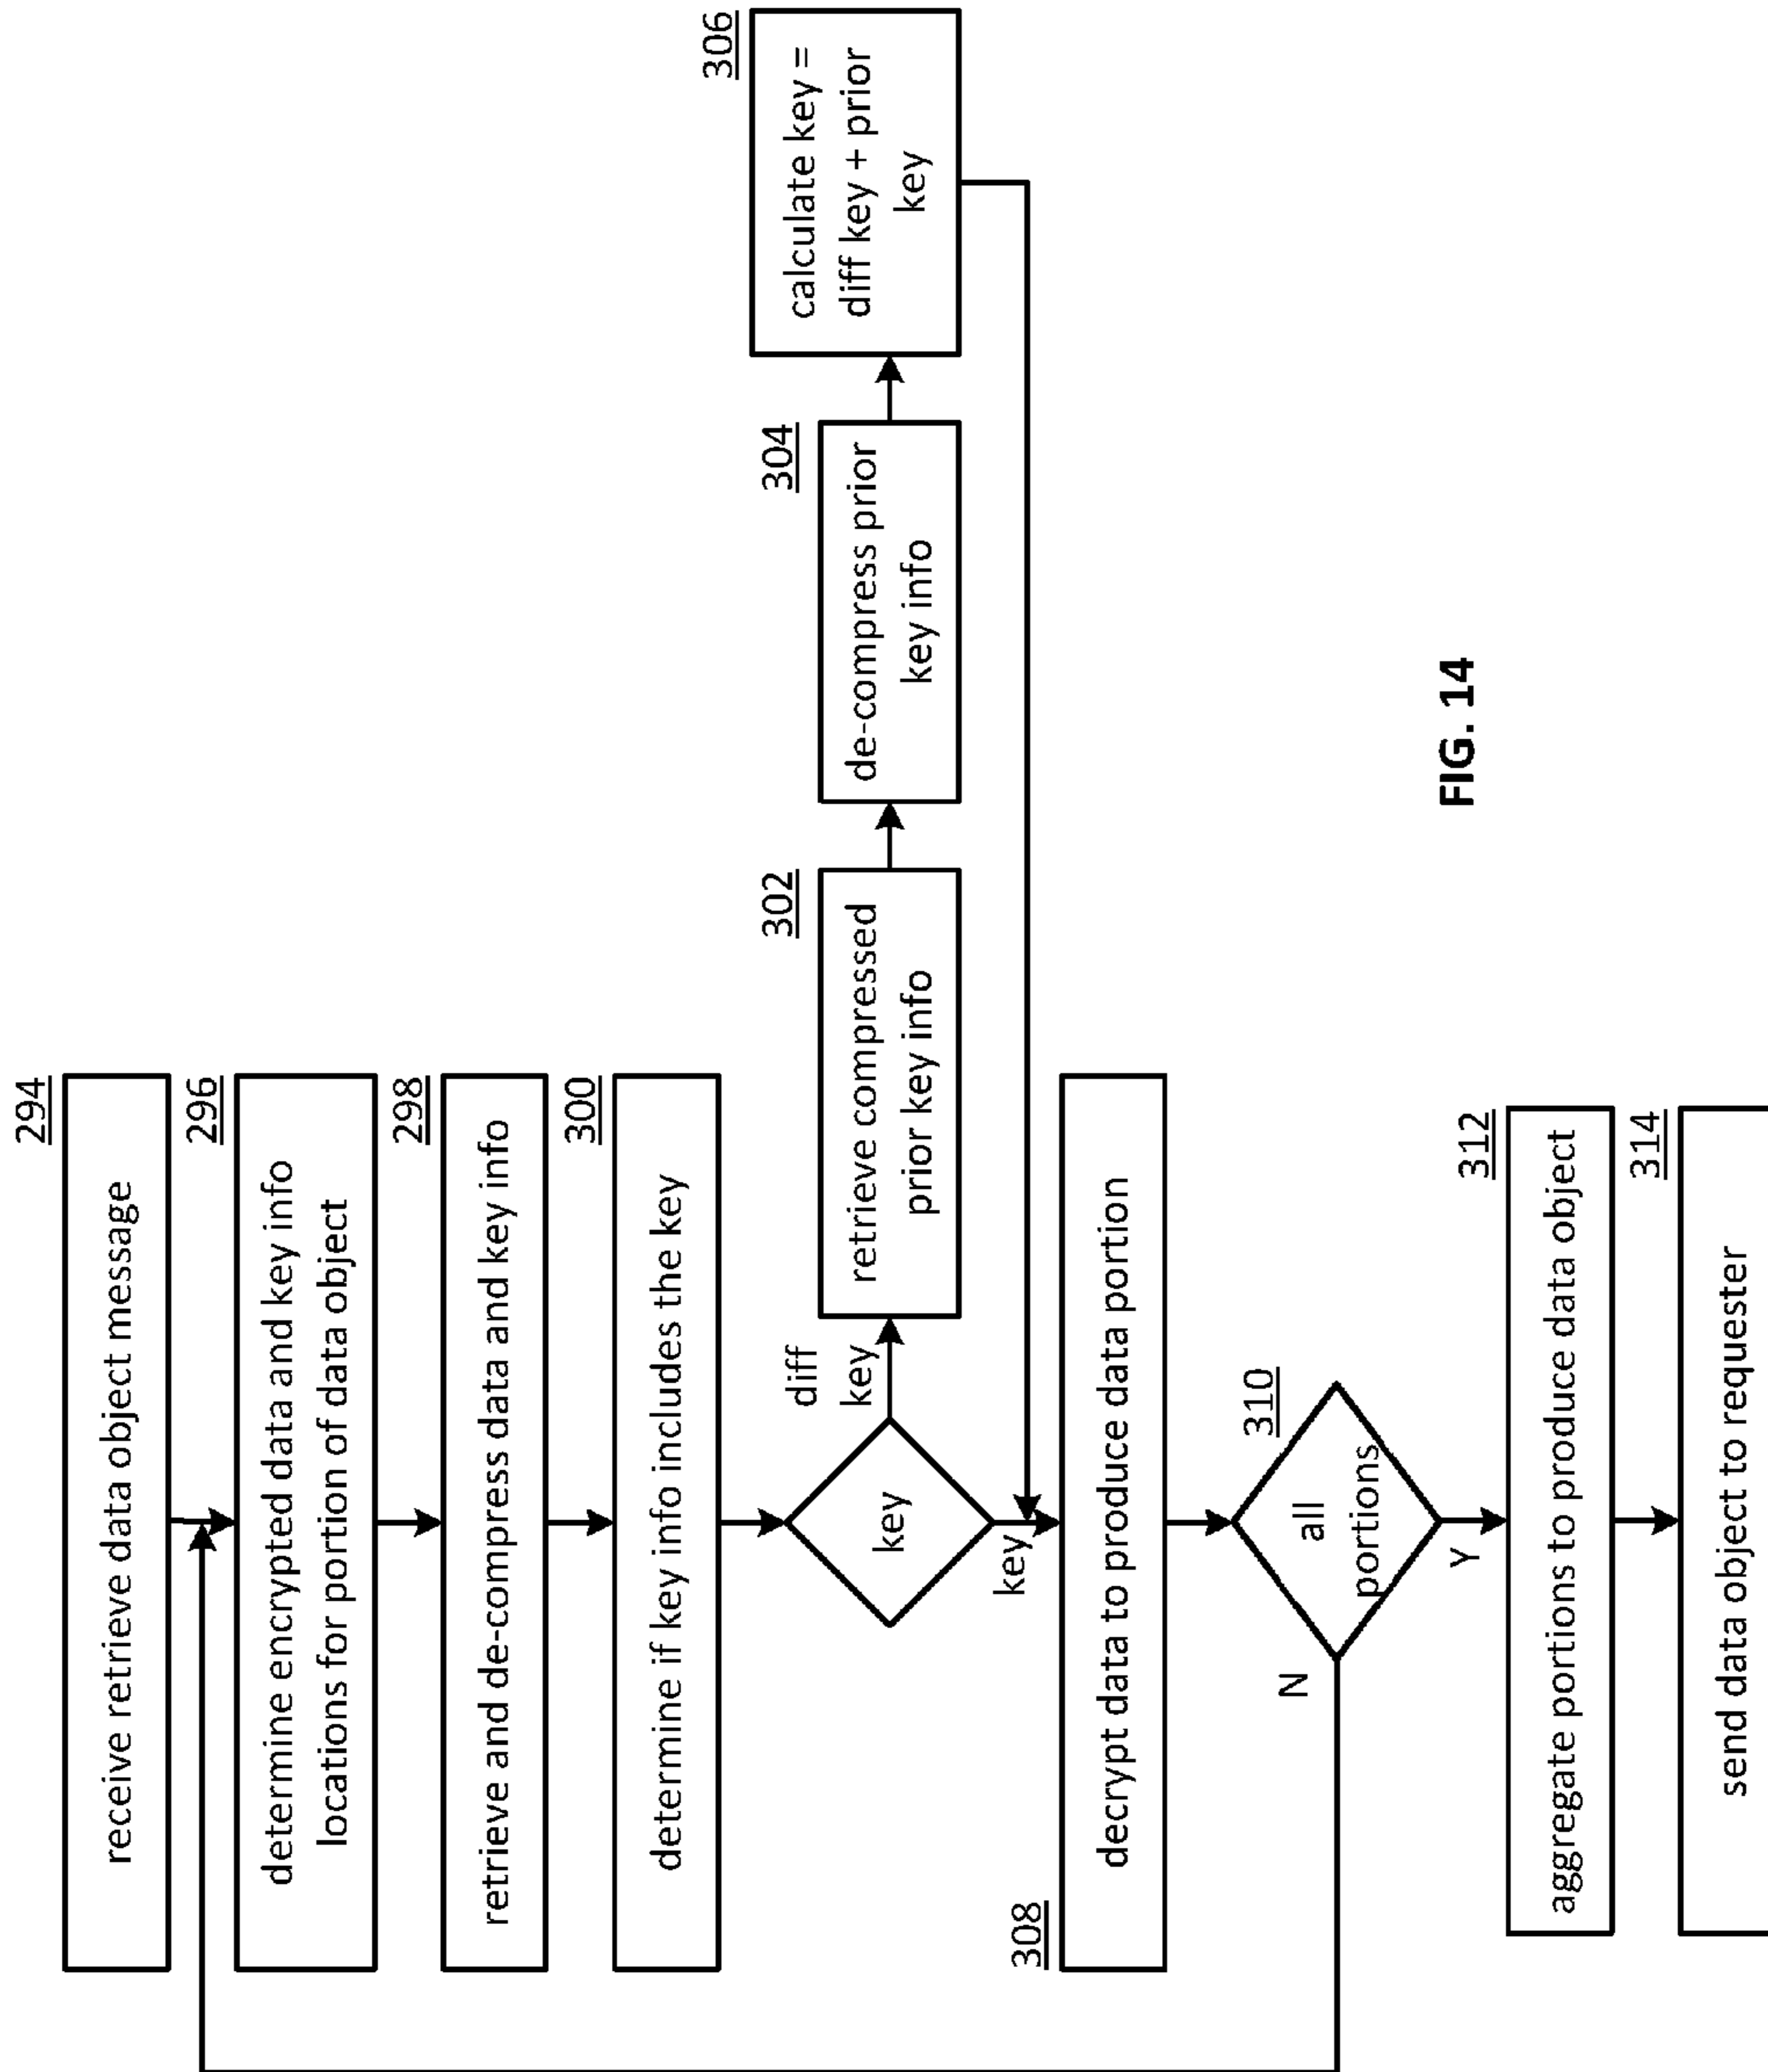 294
receive retrieve data object message
296
determine encrypted data and key info
locations for portion of data object
298
retrieve and de-compress data and key info
300
determine if key info includes the key
key
diff
key
key
302
retrieve compressed
prior key info
304
de-compress prior
key info
306
calculate key =
diff key + prior
key
308
decrypt data to produce data portion
310
all
portions
N
Y
312
aggregate portions to produce data object
314
send data object to requester
FIG. 14